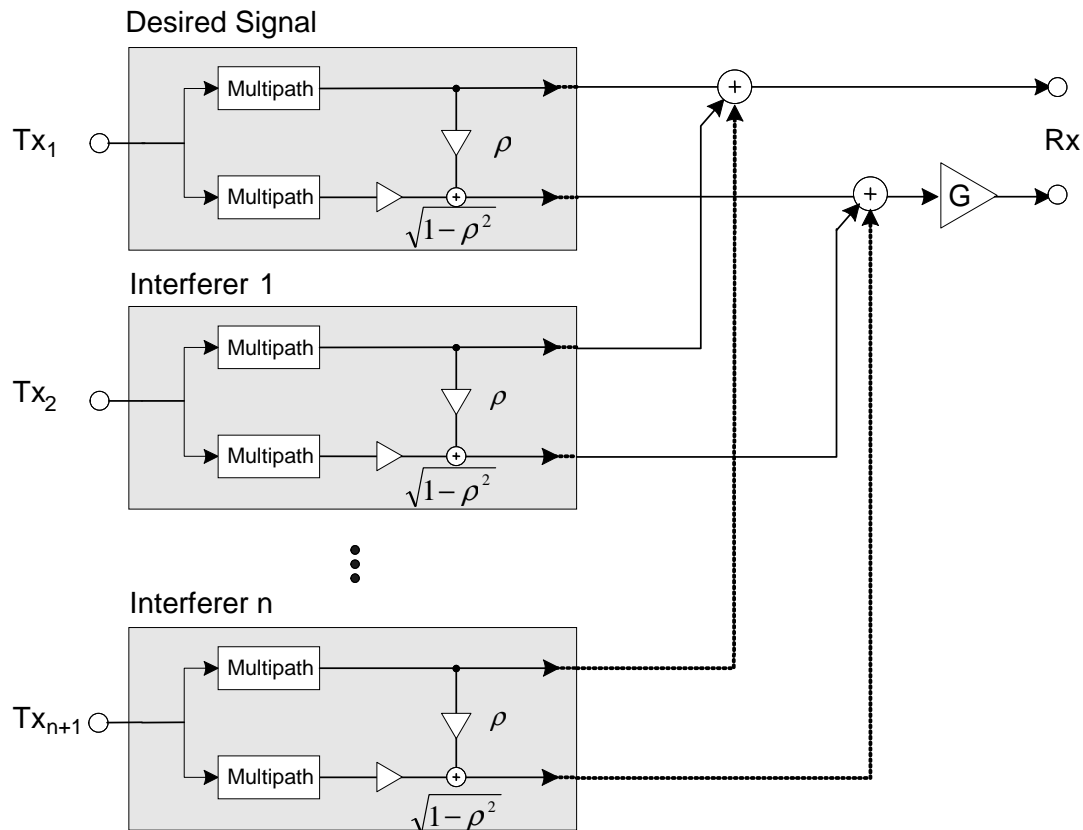 Desired Signal
Multipath
Tx₁
ρ
Multipath
√1 − ρ²
+
+
+
G
Rx
Interferer 1
Multipath
Tx₂
ρ
Multipath
+
√1 − ρ²
Interferer n
Multipath
Txₙ₊₁
ρ
Multipath
+
√1 − ρ²